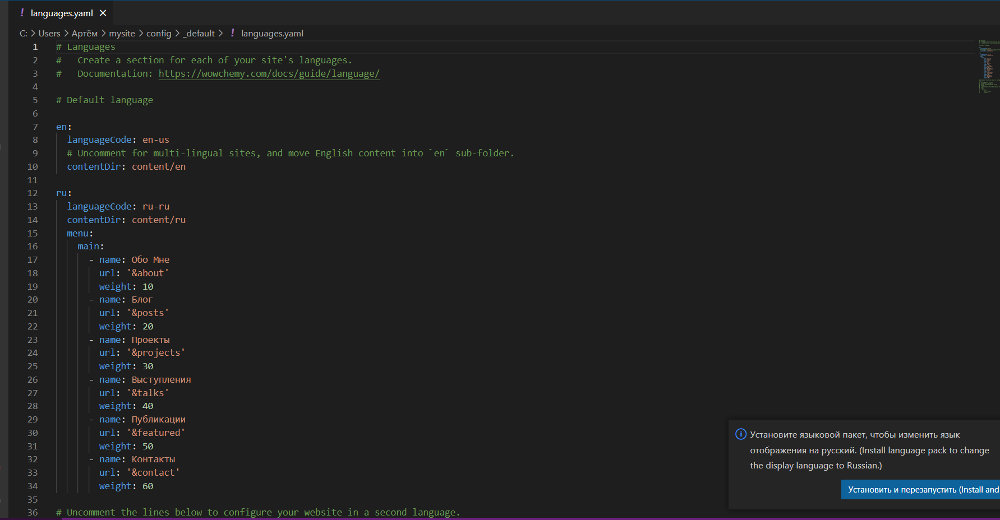 ! languages.yaml ×
C: > Users > Артём > mysite > config > _default > ! languages.yaml
1 # Languages
2 #   Create a section for each of your site's languages.
3 #   Documentation: https://wowchemy.com/docs/guide/language/
4
5 # Default language
6
7 en:
8   languageCode: en-us
9   # Uncomment for multi-lingual sites, and move English content into `en` sub-folder.
10   contentDir: content/en
11
12 ru:
13   languageCode: ru-ru
14   contentDir: content/ru
15   menu:
16     main:
17       - name: Обо Мне
18         url: '&about'
19         weight: 10
20       - name: Блог
21         url: '&posts'
22         weight: 20
23       - name: Проекты
24         url: '&projects'
25         weight: 30
26       - name: Выступления
27         url: '&talks'
28         weight: 40
29       - name: Публикации
30         url: '&featured'
31         weight: 50
32       - name: Контакты
33         url: '&contact'
34         weight: 60
35
36 # Uncomment the lines below to configure your website in a second language.
Установите языковой пакет, чтобы изменить язык
отображения на русский. (Install language pack to change
the display language to Russian.)
Установить и перезапустить (Install and